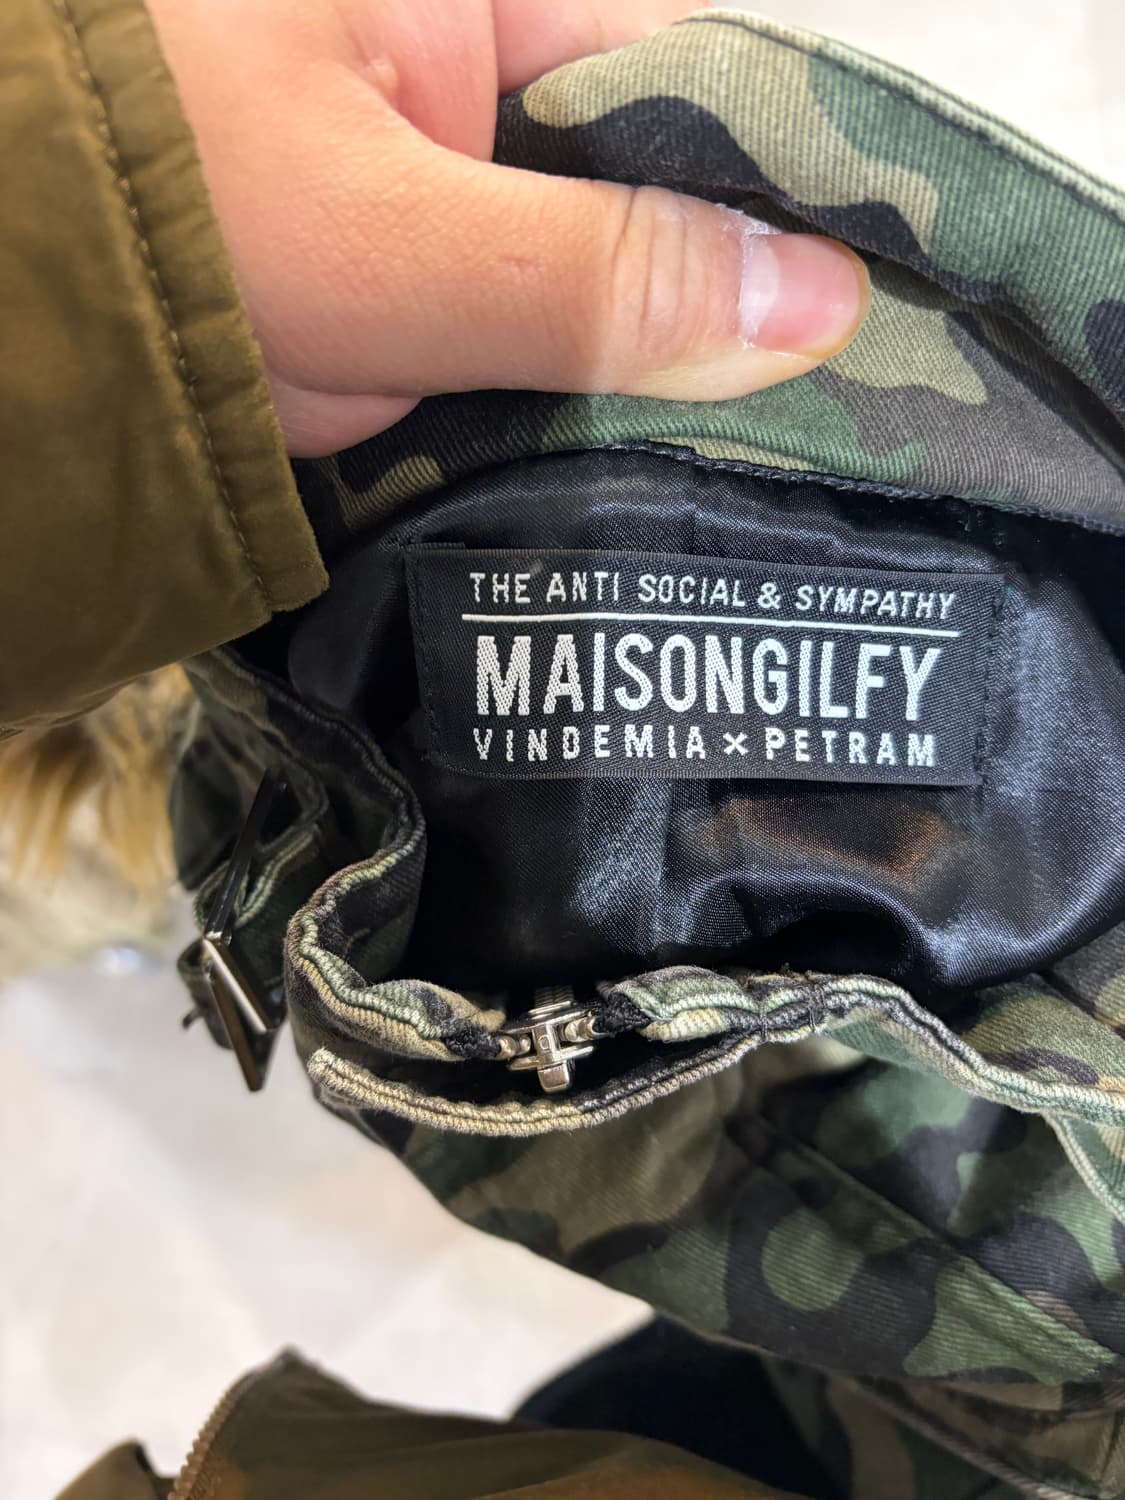 THE ANTI SOCIAL & SYMPATHY
MAISONGILFY
VINDEMIA × PETRAM